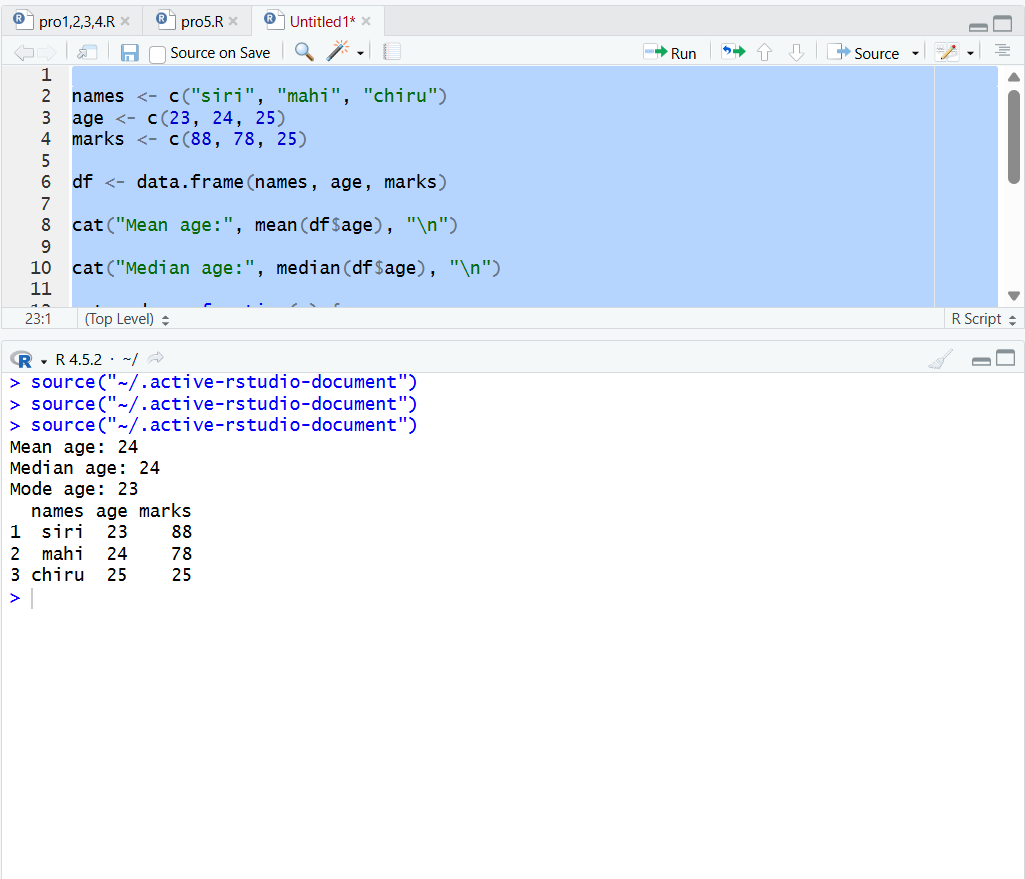 pro1,2,3,4.R
pro5.R
Untitled1*
Source on Save
Run
Source
1
2 names <- c("siri", "mahi", "chiru")
3 age <- c(23, 24, 25)
4 marks <- c(88, 78, 25)
5
6 df <- data.frame(names, age, marks)
7
8 cat("Mean age:", mean(df$age), "\n")
9
10 cat("Median age:", median(df$age), "\n")
11
23:1 (Top Level) R Script
R R 4.5.2 · ~/
> source("~/.active-rstudio-document")
> source("~/.active-rstudio-document")
> source("~/.active-rstudio-document")
Mean age: 24
Median age: 24
Mode age: 23
names age marks
1 siri 23 88
2 mahi 24 78
3 chiru 25 25
>